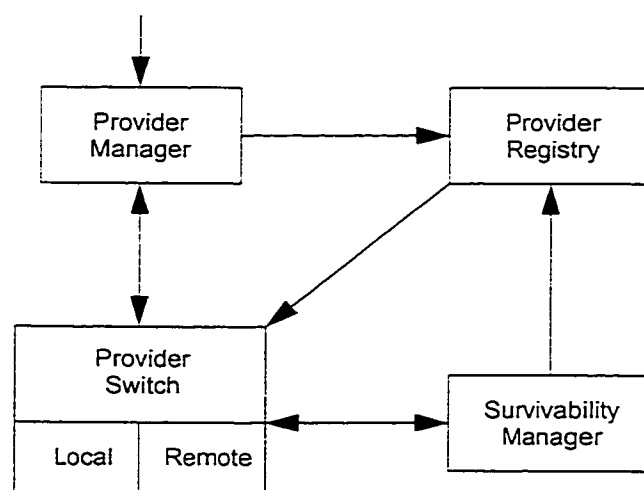 Provider
Manager
Provider
Registry
Provider
Switch
Local
Remote
Survivability
Manager